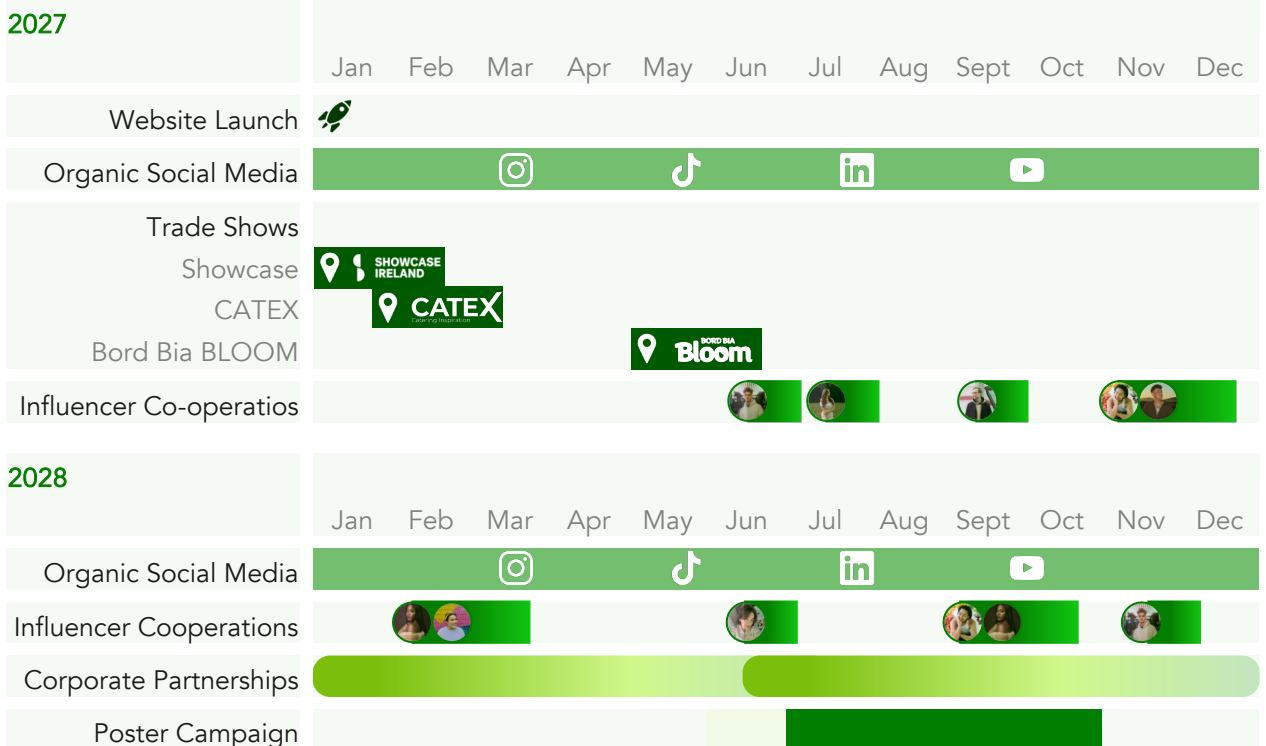 2027
Jan Feb Mar Apr May Jun Jul Aug Sept Oct Nov Dec
Website Launch
Organic Social Media
in
Trade Shows
Showcase
SHOWCASE
IRELAND
CATEX
CATEX
Catering Inspiration
Bord Bia BLOOM
BORD BIA
Bloom
Influencer Co-operatios
2028
Jan Feb Mar Apr May Jun Jul Aug Sept Oct Nov Dec
Organic Social Media
in
Influencer Cooperations
Corporate Partnerships
Poster Campaign